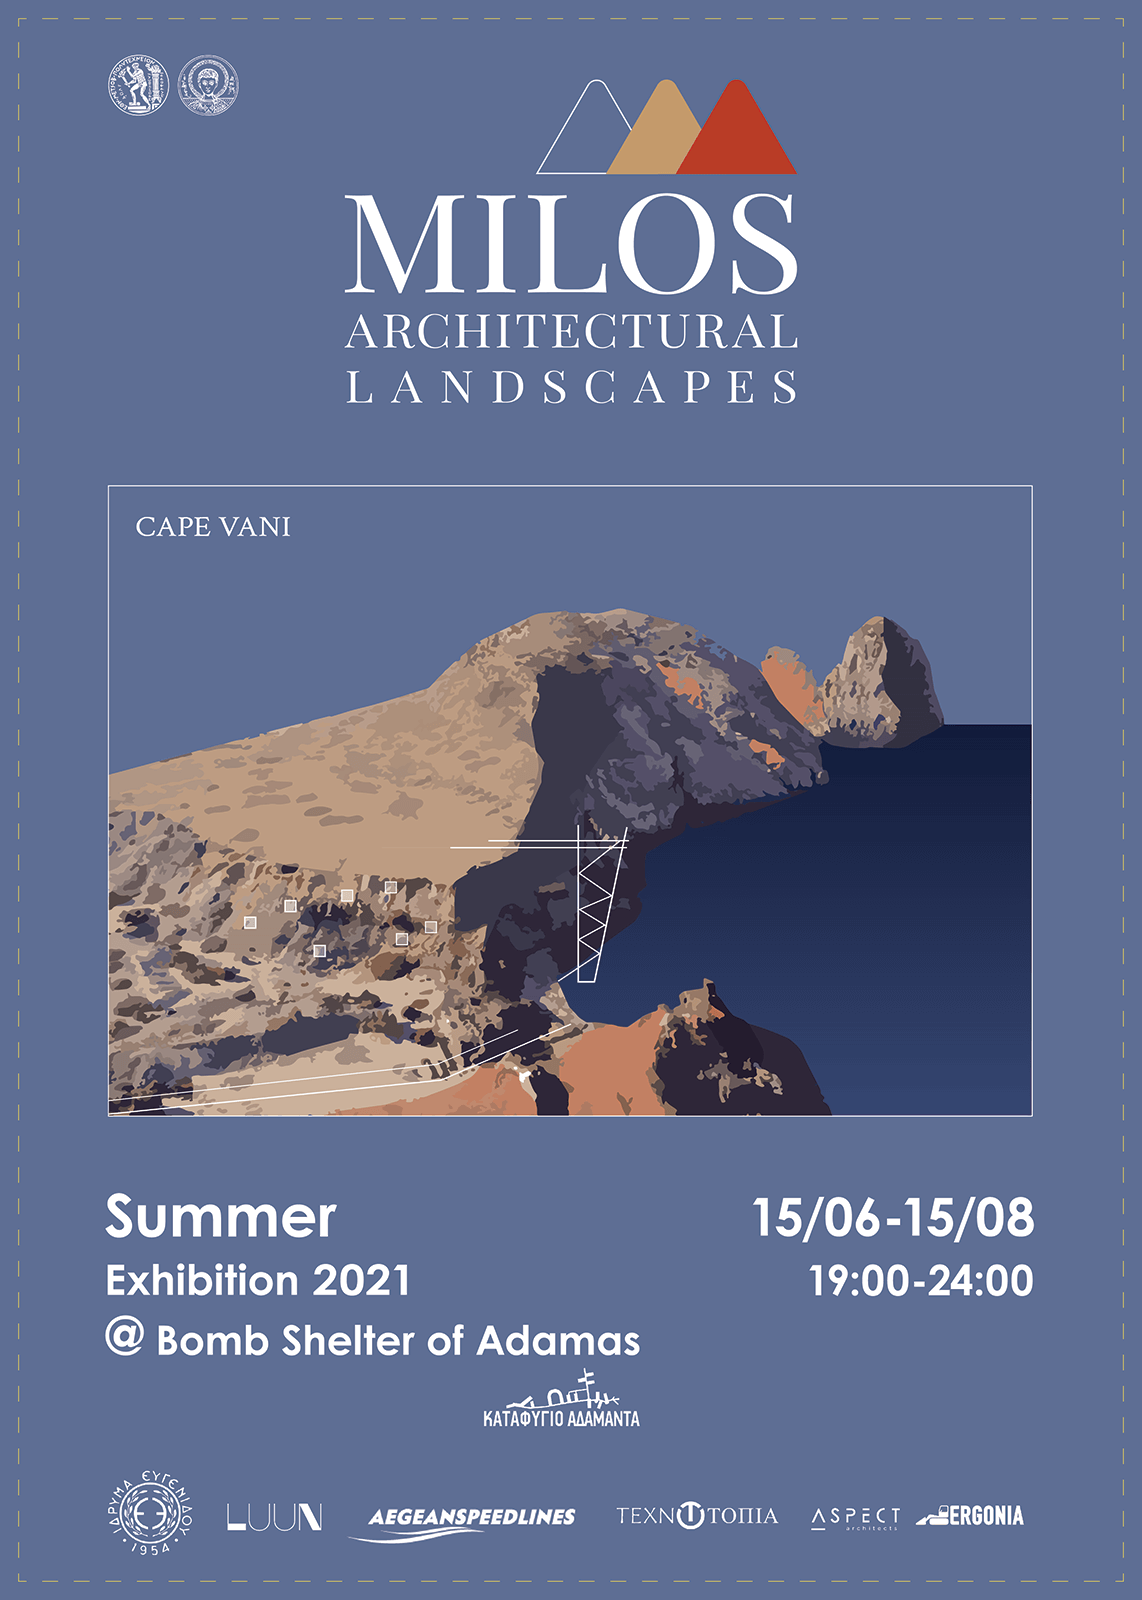 MILOS
ARCHITECTURAL
LANDSCAPES
CAPE VANI
Summer
Exhibition 2021
@ Bomb Shelter of Adamas
15/06-15/08
19:00-24:00
ΚΑΤΑΦΥΓΙΟ ΑΔΑΜΑΝΤΑ
ΙΔΡΥΜΑ ΕΥΓΕΝΙΔΟΥ
1954
LUUN
AEGEANSPEEDLINES
ΤΕΧΝΟΤΟΠΙΑ
ASPECT
architects
ERGONIA